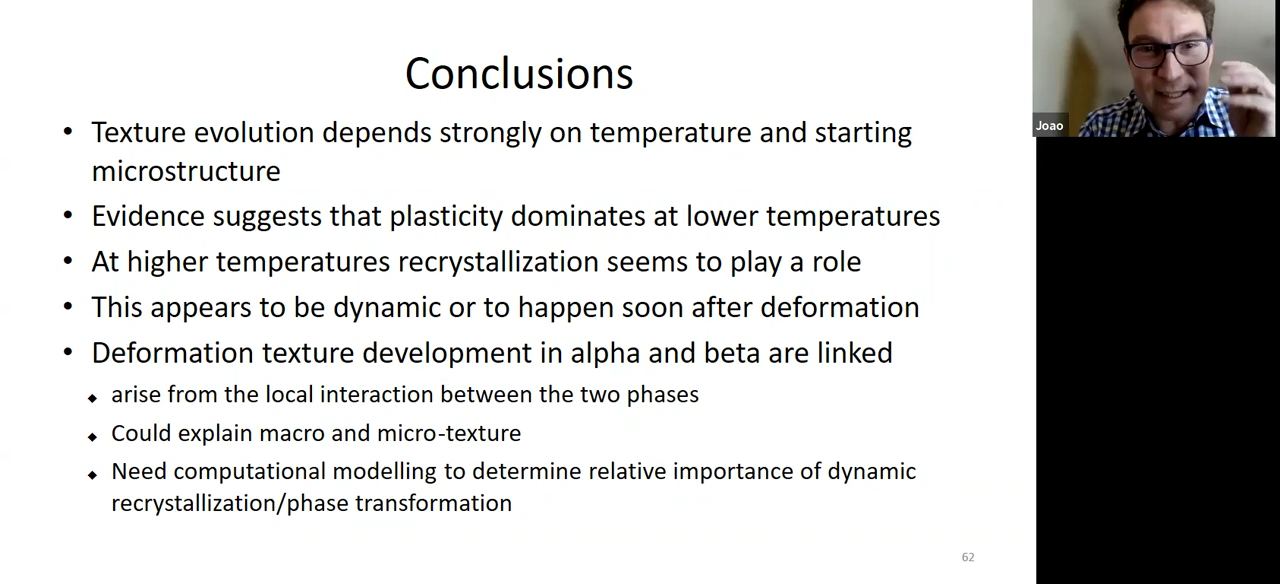 Conclusions
• Texture evolution depends strongly on temperature and starting
microstructure
• Evidence suggests that plasticity dominates at lower temperatures
• At higher temperatures recrystallization seems to play a role
• This appears to be dynamic or to happen soon after deformation
• Deformation texture development in alpha and beta are linked
◆ arise from the local interaction between the two phases
◆ Could explain macro and micro-texture
◆ Need computational modelling to determine relative importance of dynamic
recrystallization/phase transformation
62
Joao